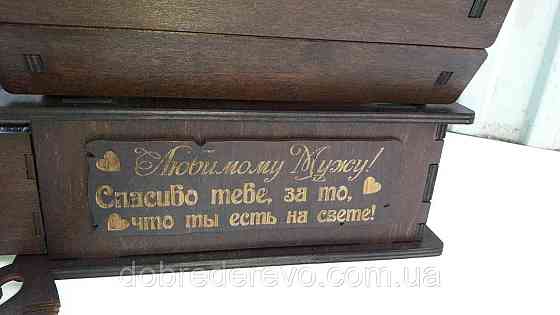 Любимому Мужу!
Спасибо тебе, за то,
что ты есть на свете!
dobrederevo.com.ua